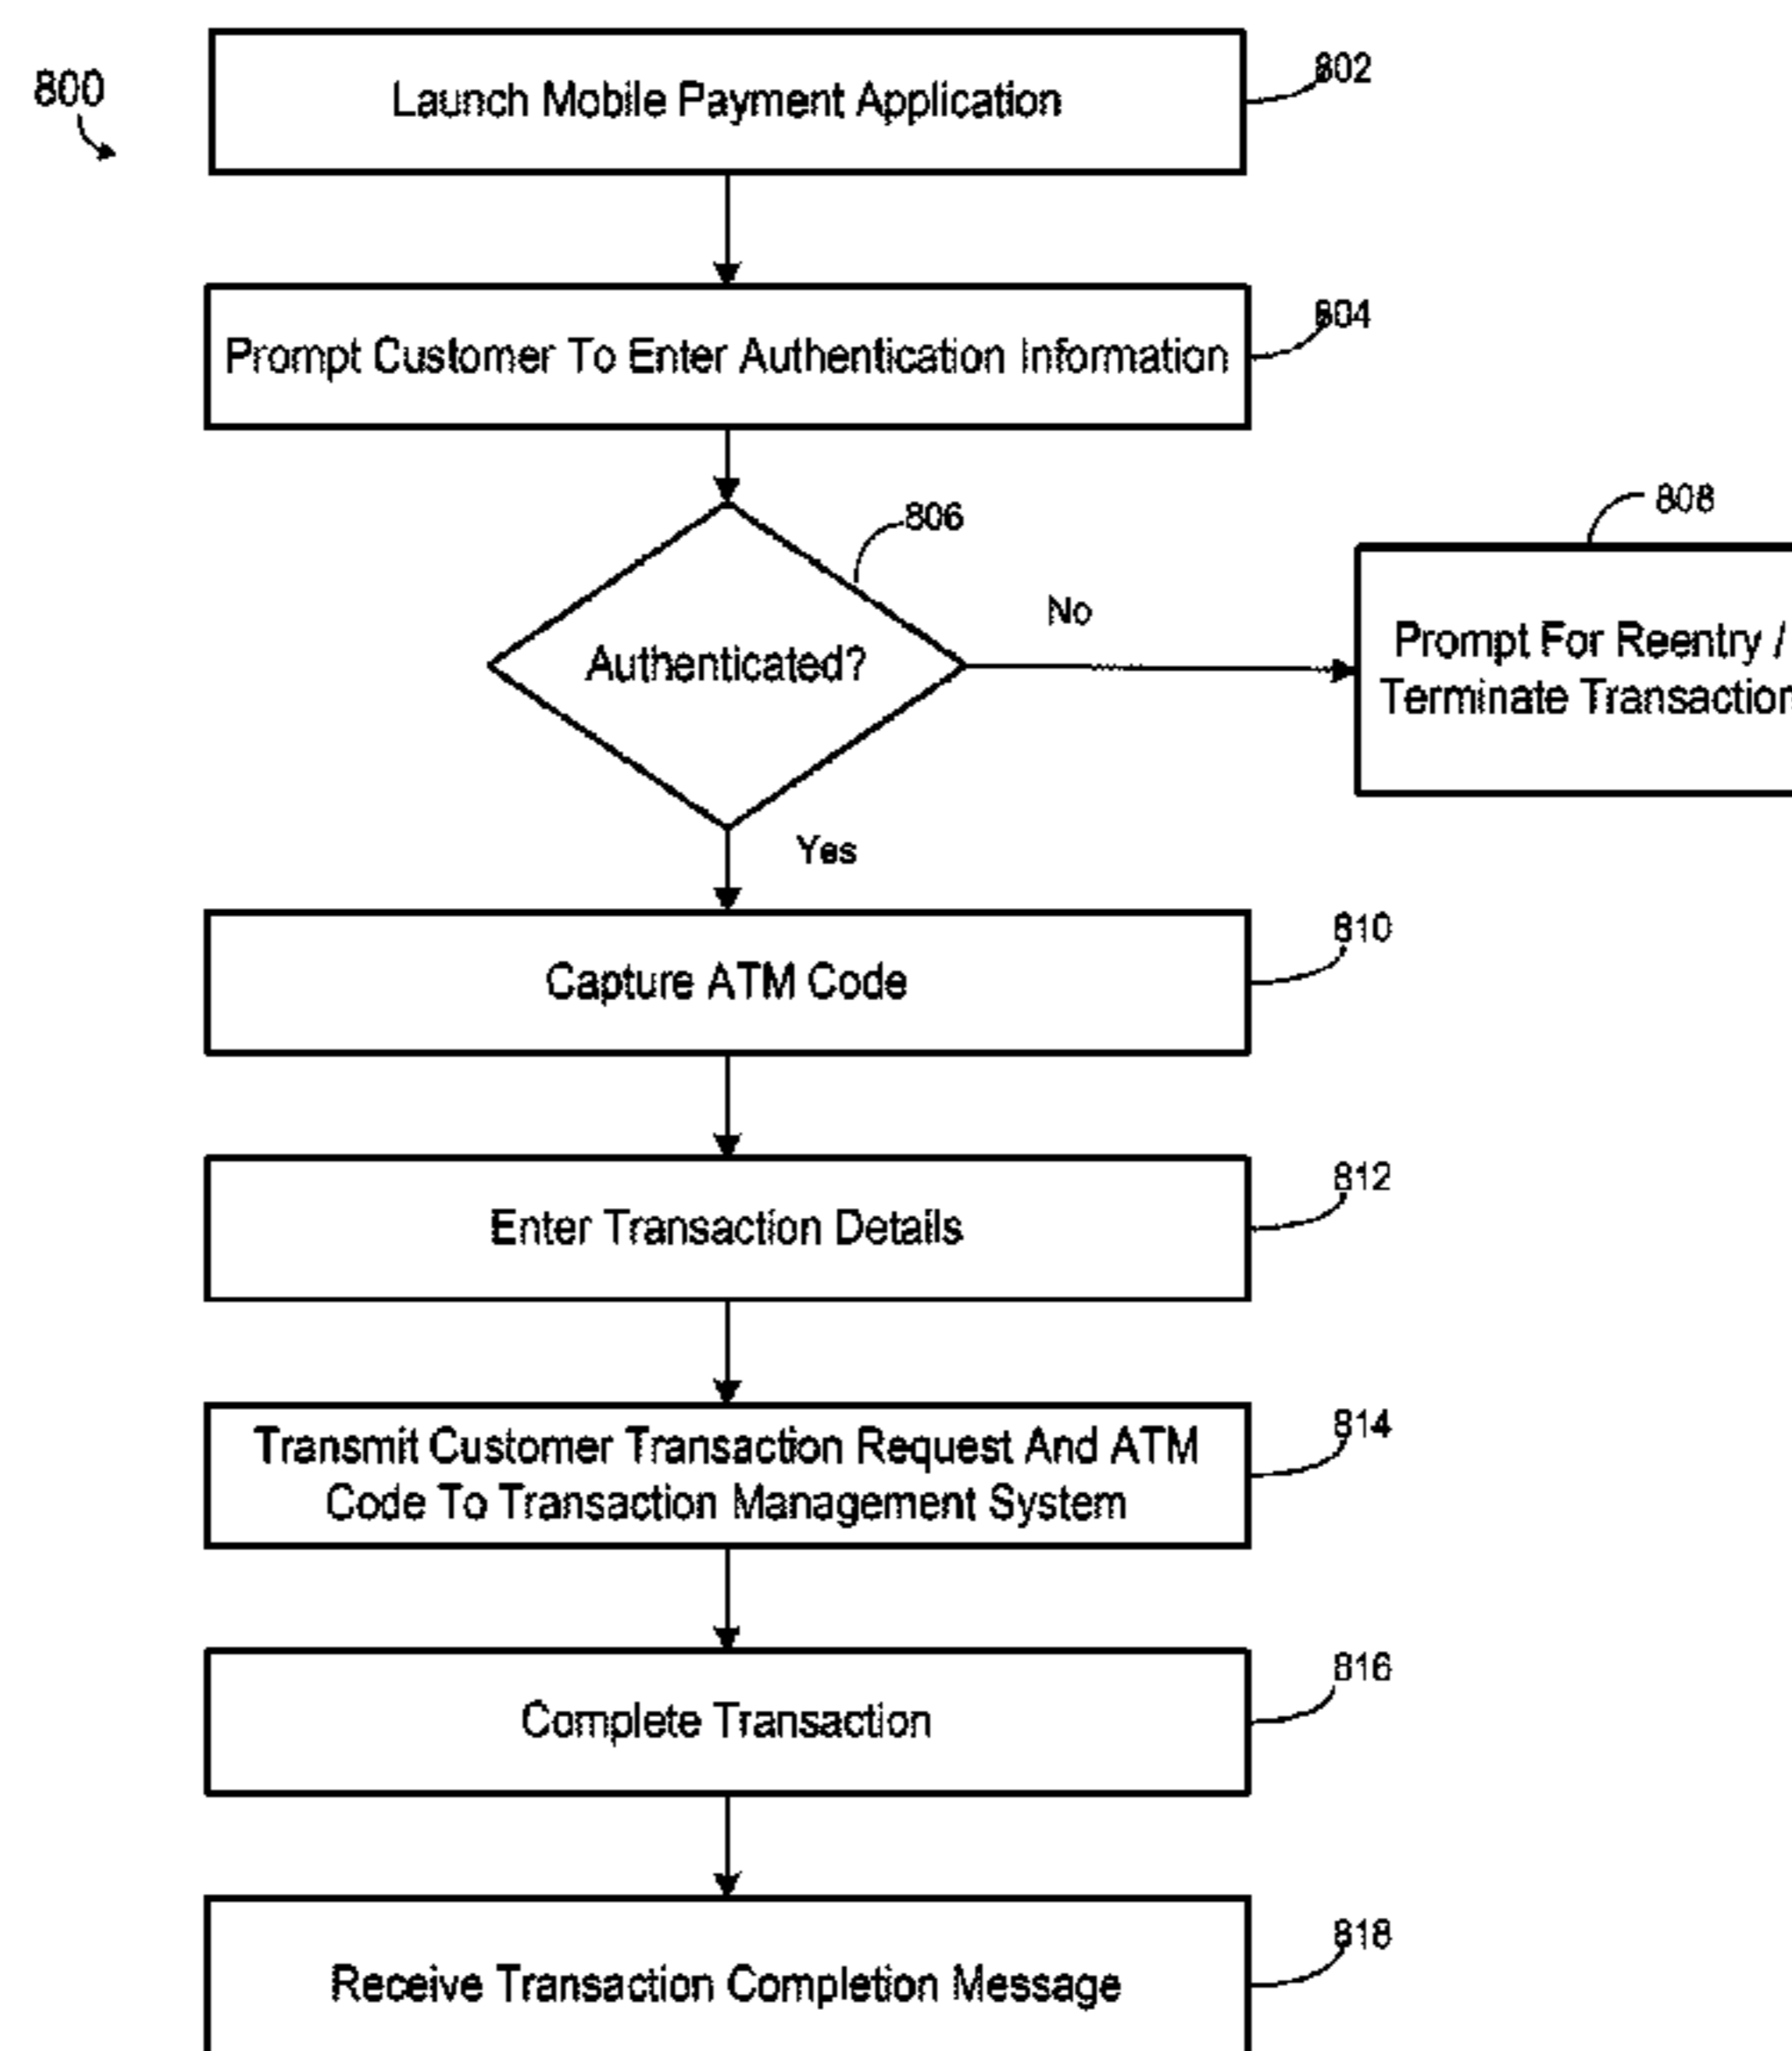 800
Launch Mobile Payment Application
802
Prompt Customer To Enter Authentication Information
804
806
Authenticated?
No
808
Prompt For Reentry /
Terminate Transaction
Yes
Capture ATM Code
810
Enter Transaction Details
812
Transmit Customer Transaction Request And ATM
Code To Transaction Management System
814
Complete Transaction
816
Receive Transaction Completion Message
818